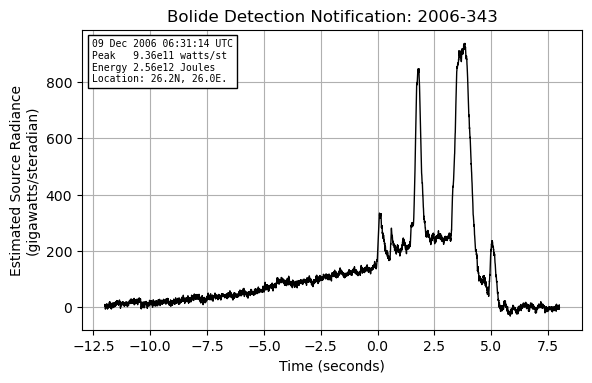 Bolide Detection Notification: 2006-343
09 Dec 2006 06:31:14 UTC
Peak   9.36e11 watts/st
Energy 2.56e12 Joules
Location: 26.2N, 26.0E.
Estimated Source Radiance
(gigawatts/steradian)
800
600
400
200
0
−12.5 −10.0 −7.5 −5.0 −2.5 0.0 2.5 5.0 7.5
Time (seconds)